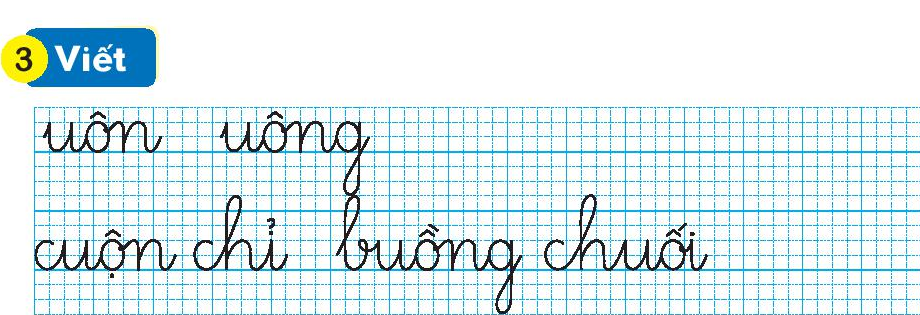 3 Viết
uôn uông
cuộn chỉ buồng chuối